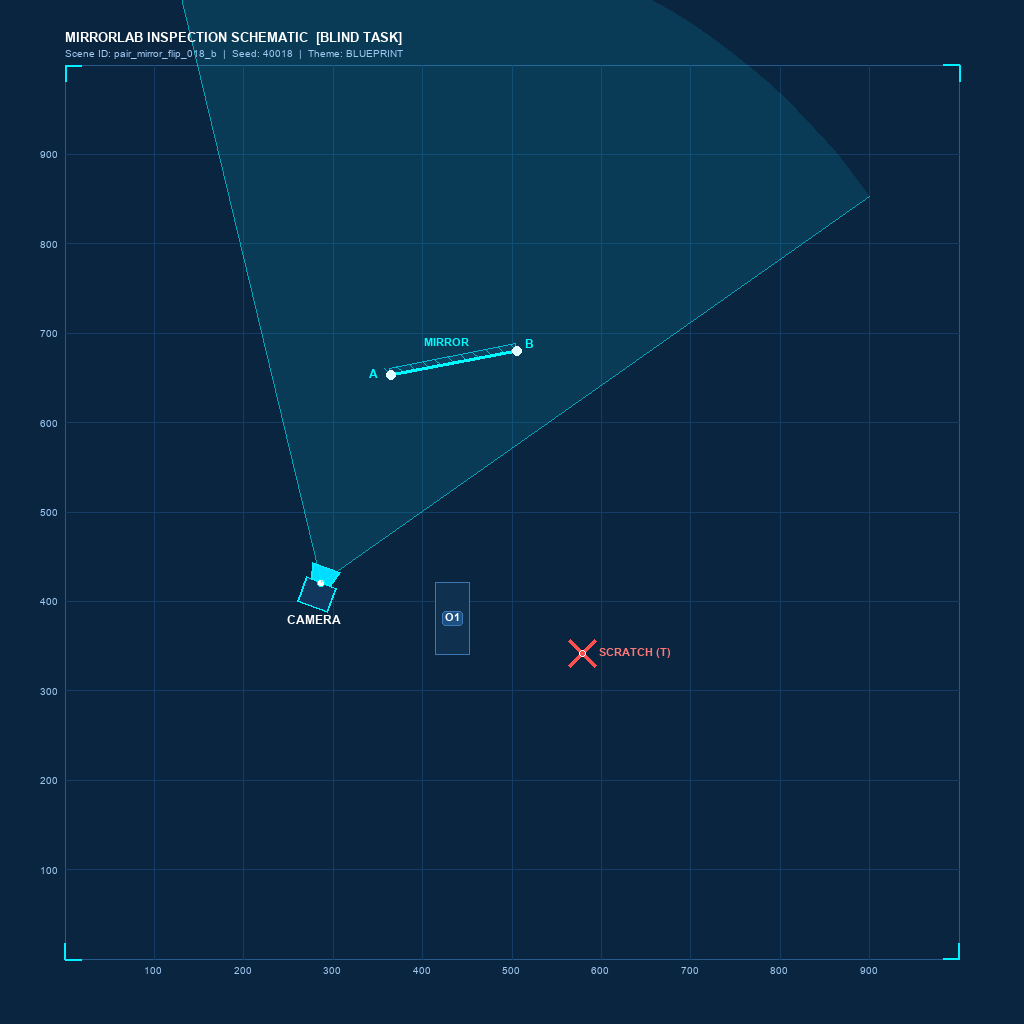 MIRRORLAB INSPECTION SCHEMATIC [BLIND TASK]
Scene ID: pair_mirror_flip_018_b | Seed: 40018 | Theme: BLUEPRINT
900
800
MIRROR
B
700
A
600
500
400
CAMERA
O1
SCRATCH (T)
300
200
100
100 200 300 400 500 600 700 800 900